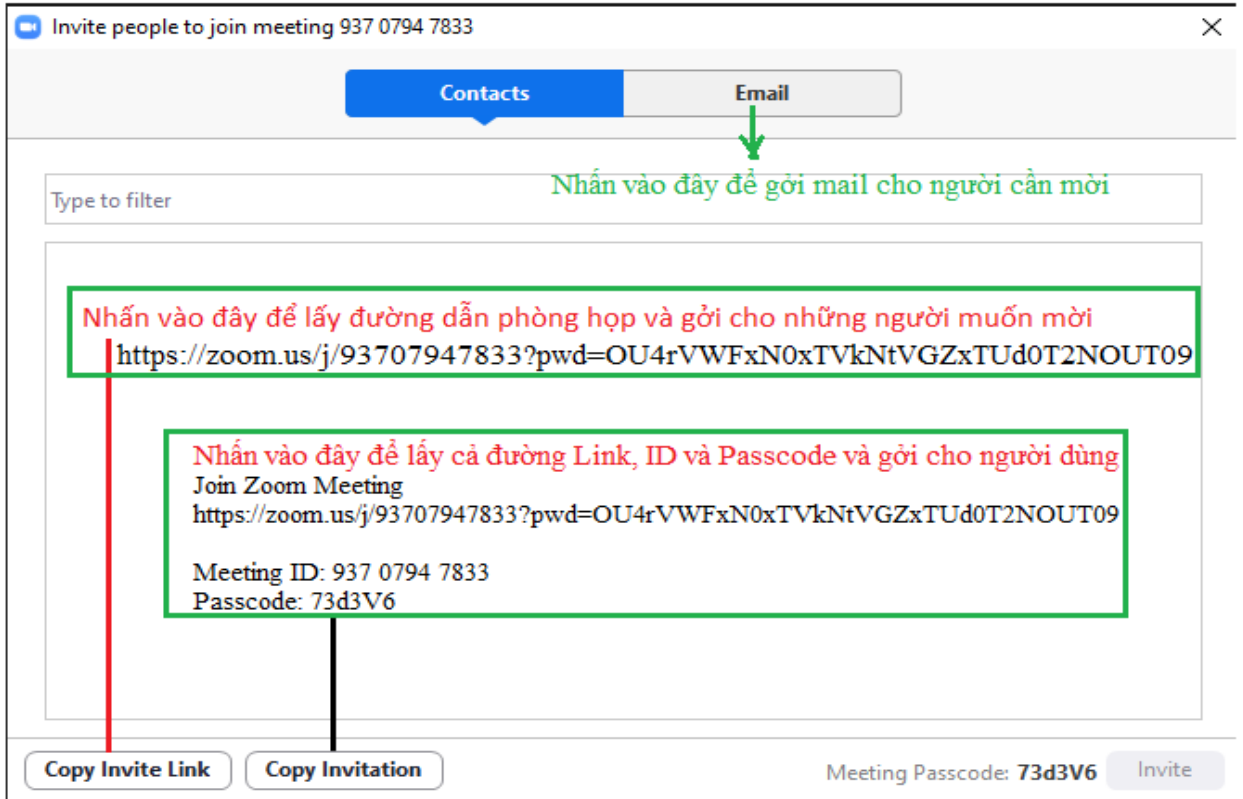 Invite people to join meeting 937 0794 7833
Contacts
Email
Nhấn vào đây để gởi mail cho người cần mời
Type to filter
Nhấn vào đây để lấy đường dẫn phòng họp và gởi cho những người muốn mời
https://zoom.us/j/93707947833?pwd=OU4rVWFxN0xTVkNtVGZxTUd0T2NOUT09
Nhấn vào đây để lấy cả đường Link, ID và Passcode và gởi cho người dùng
Join Zoom Meeting
https://zoom.us/j/93707947833?pwd=OU4rVWFxN0xTVkNtVGZxTUd0T2NOUT09
Meeting ID: 937 0794 7833
Passcode: 73d3V6
Copy Invite Link
Copy Invitation
Meeting Passcode: 73d3V6
Invite